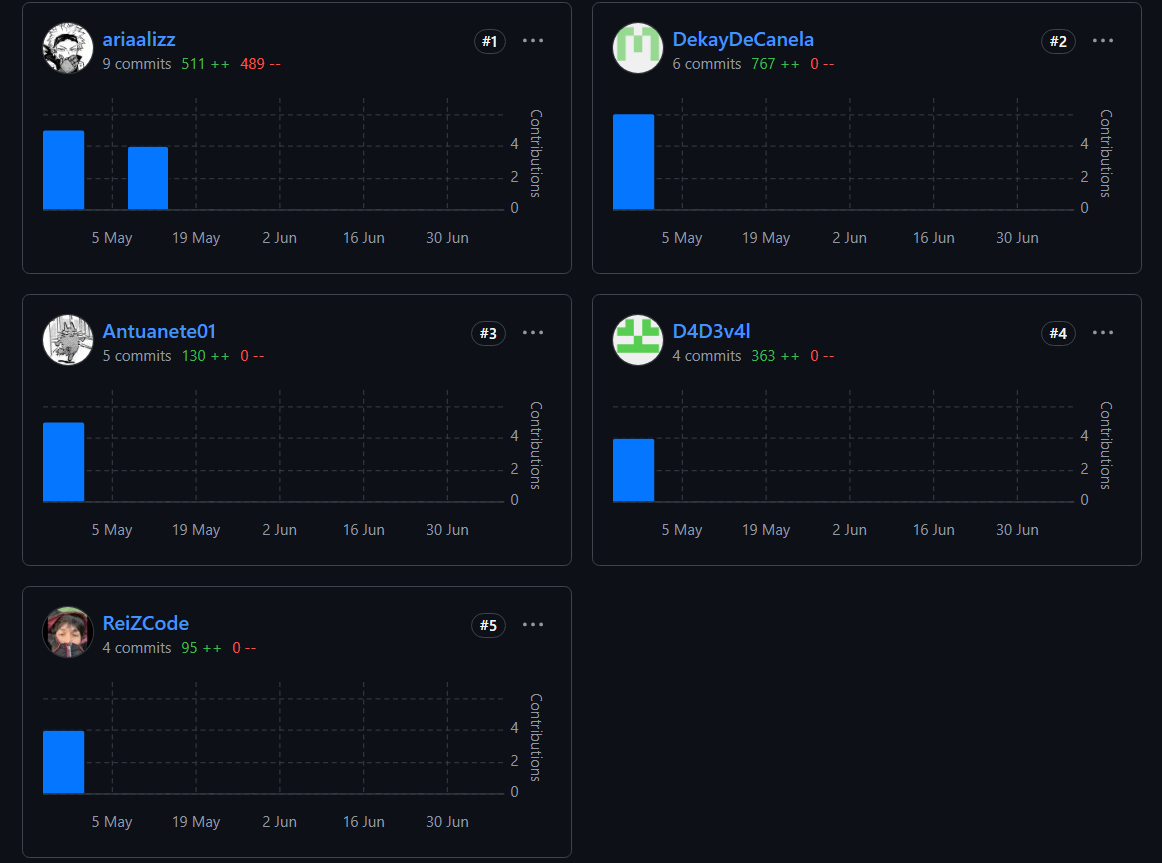 ariaalizz
#1
9 commits 511 ++ 489 --
Contributions
4
2
0
5 May 19 May 2 Jun 16 Jun 30 Jun
DekayDeCanela
#2
6 commits 767 ++ 0 --
Contributions
4
2
0
5 May 19 May 2 Jun 16 Jun 30 Jun
Antuanete01
#3
5 commits 130 ++ 0 --
Contributions
4
2
0
5 May 19 May 2 Jun 16 Jun 30 Jun
D4D3v4l
#4
4 commits 363 ++ 0 --
Contributions
4
2
0
5 May 19 May 2 Jun 16 Jun 30 Jun
ReiZCode
#5
4 commits 95 ++ 0 --
Contributions
4
2
0
5 May 19 May 2 Jun 16 Jun 30 Jun